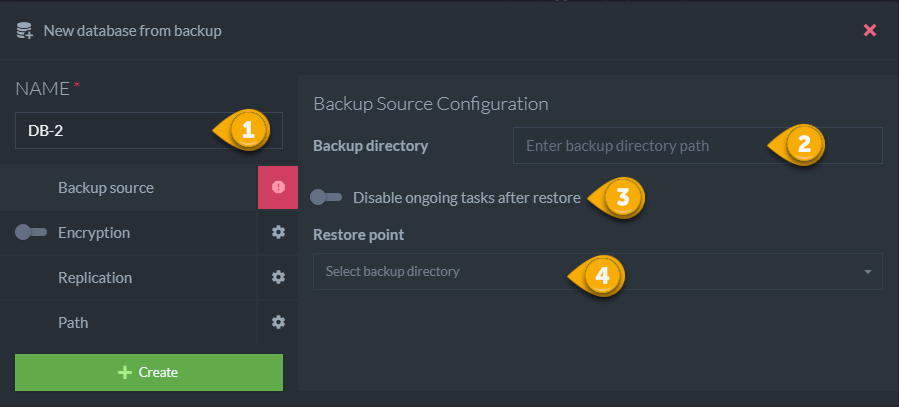 New database from backup
NAME *
DB-2
1
Backup source
Encryption
Replication
Path
Create
Backup Source Configuration
Backup directory
Enter backup directory path
2
Disable ongoing tasks after restore
3
Restore point
Select backup directory
4